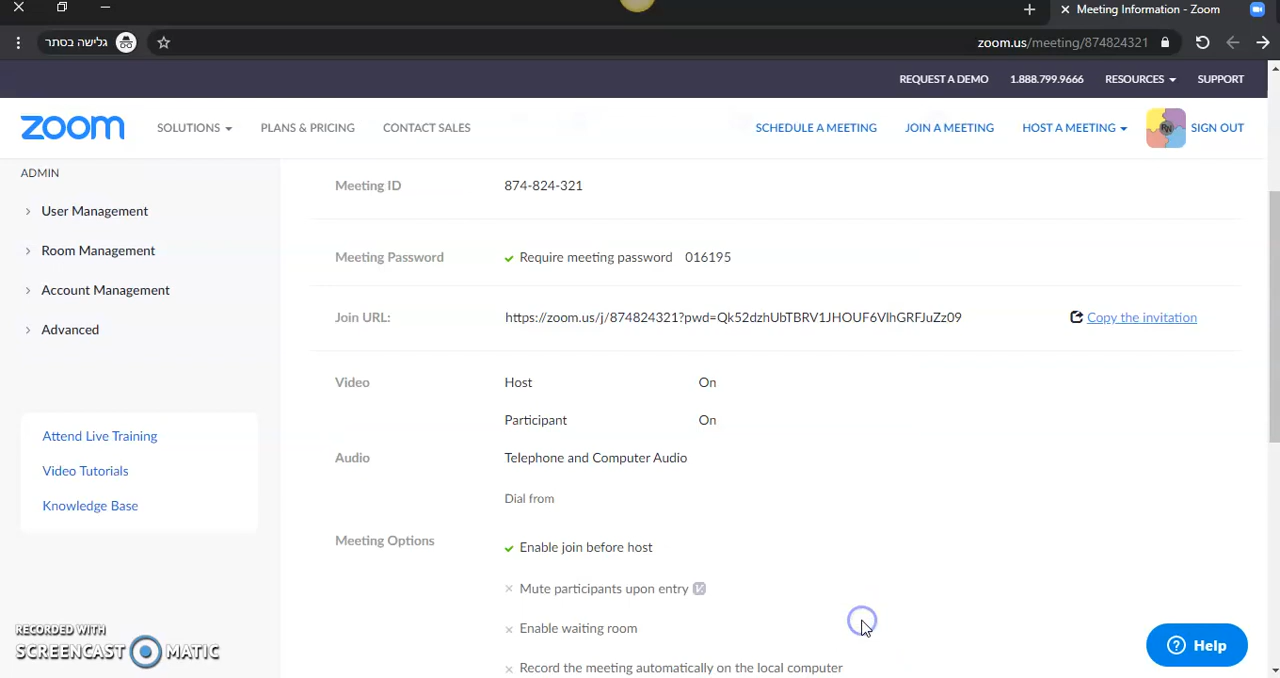 Meeting Information - Zoom
גלישה בסתר
zoom.us/meeting/874824321
REQUEST A DEMO 1.888.799.9666 RESOURCES SUPPORT
zoom SOLUTIONS PLANS & PRICING CONTACT SALES SCHEDULE A MEETING JOIN A MEETING HOST A MEETING SIGN OUT
ADMIN
User Management
Room Management
Account Management
Advanced
Attend Live Training
Video Tutorials
Knowledge Base
Meeting ID 874-824-321
Meeting Password Require meeting password 016195
Join URL: https://zoom.us/j/874824321?pwd=Qk52dzhUbTBRV1JHOUF6VlhGRFJuZz09 Copy the invitation
Video Host On
Participant On
Audio Telephone and Computer Audio
Dial from
Meeting Options Enable join before host
Mute participants upon entry
Enable waiting room
Record the meeting automatically on the local computer
Help
RECORDED WITH
SCREENCAST MATIC